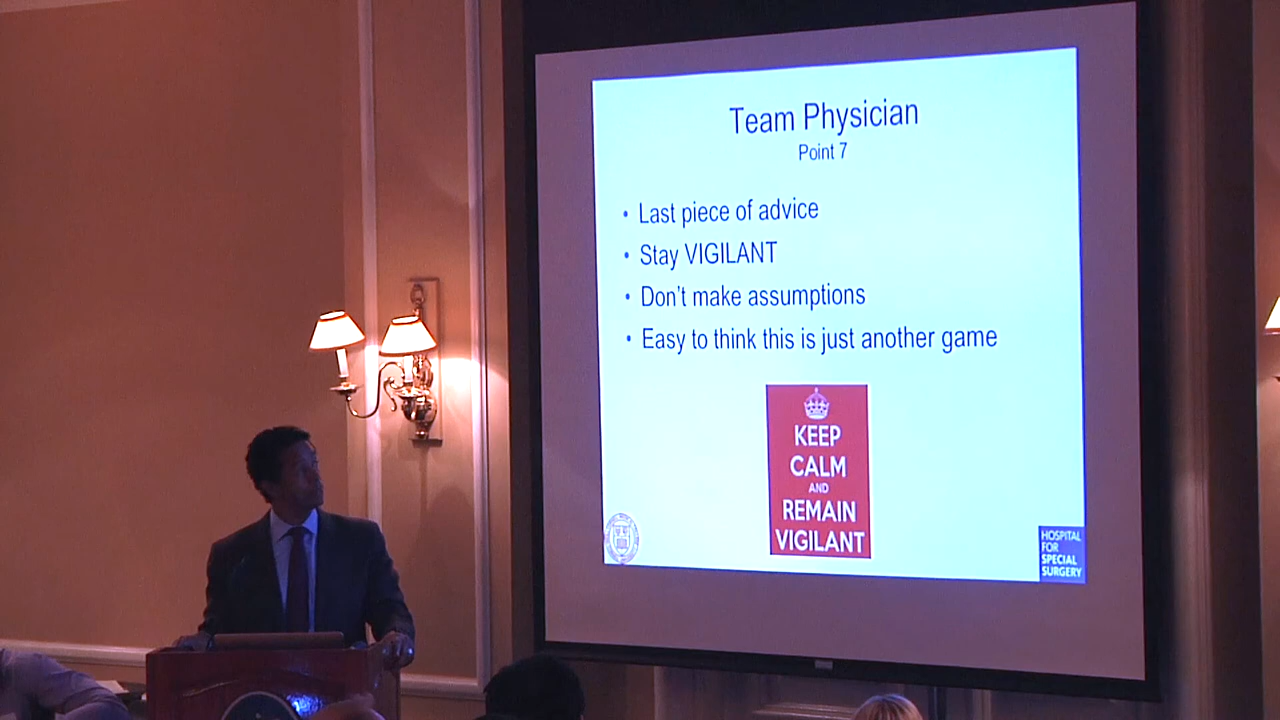 Team Physician
Point 7
• Last piece of advice
• Stay VIGILANT
• Don't make assumptions
• Easy to think this is just another game
KEEP
CALM
AND
REMAIN
VIGILANT
HOSPITAL
FOR
SPECIAL
SURGERY